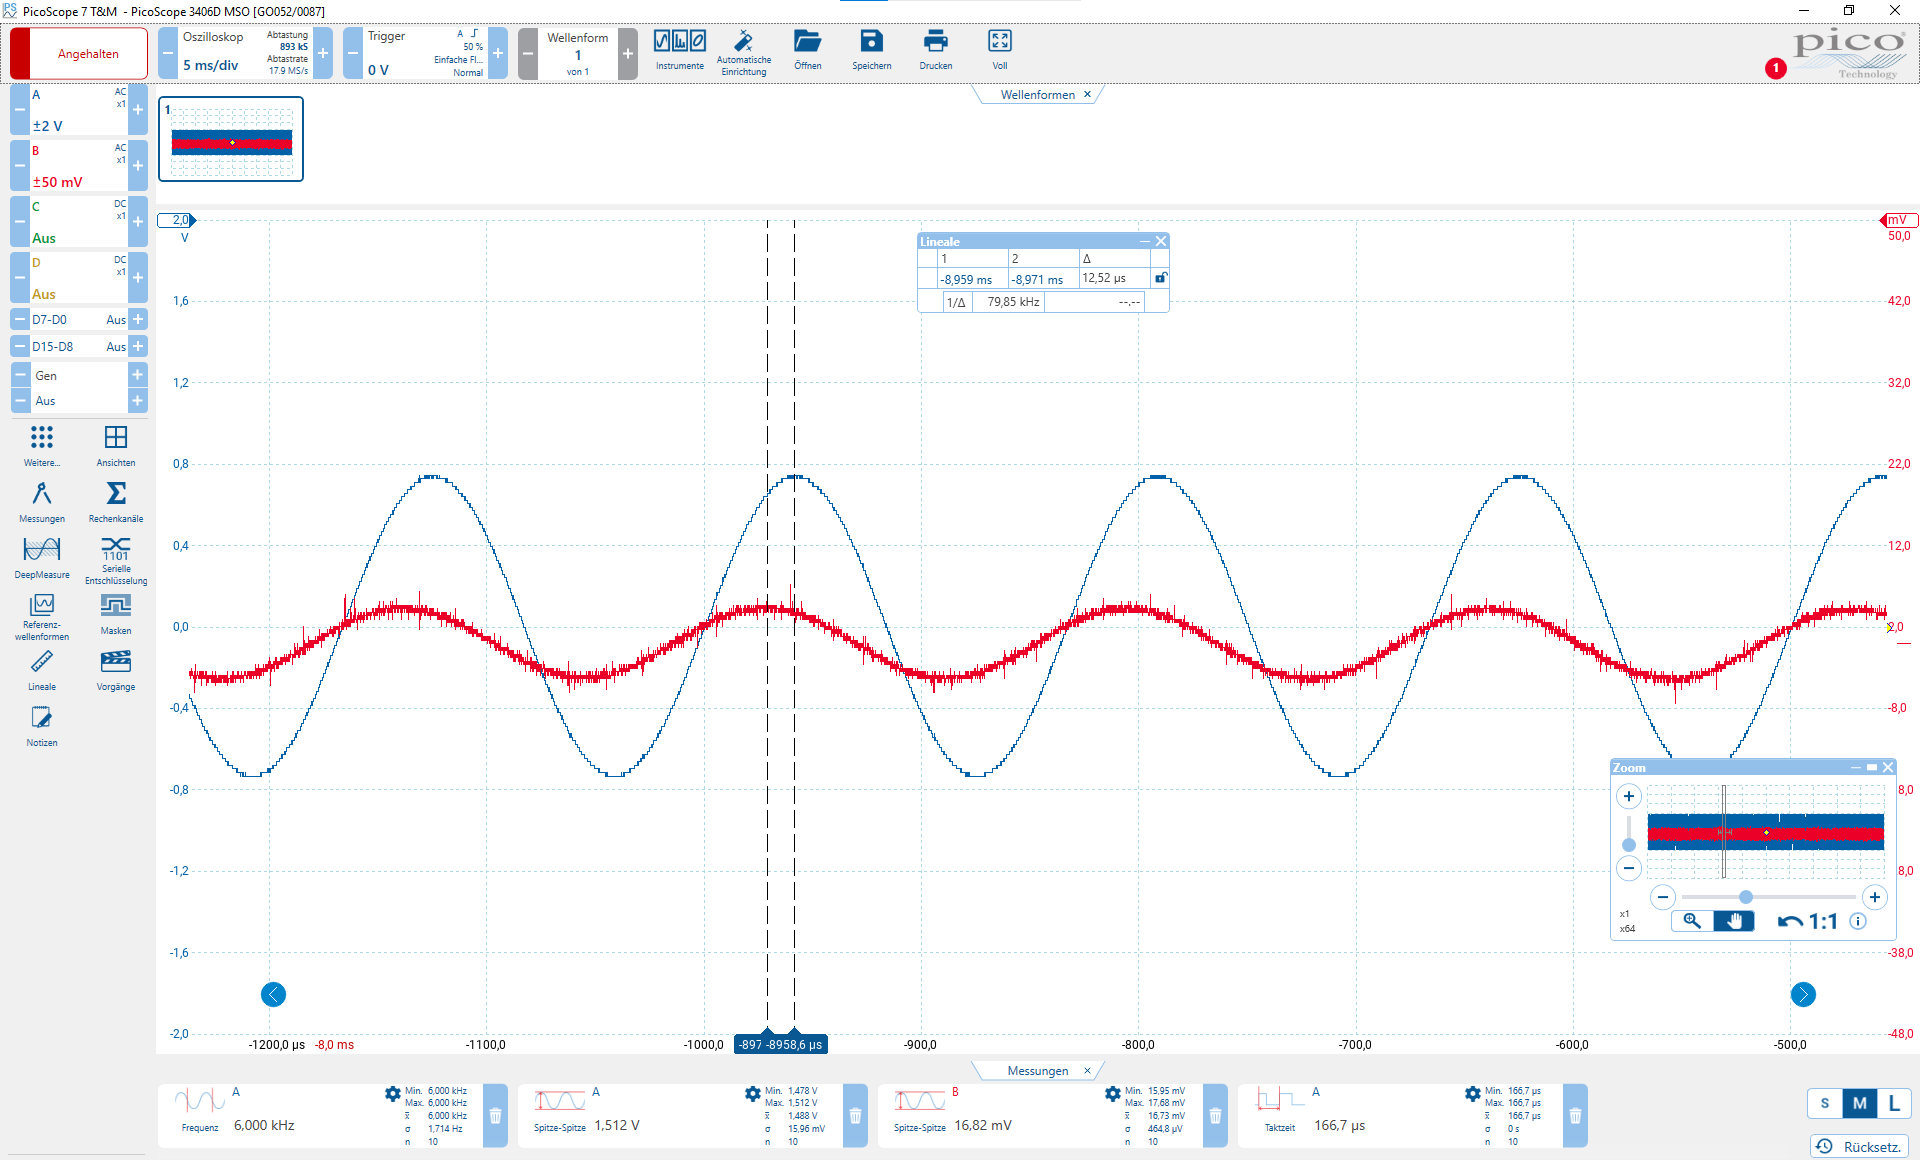 PicoScope 7 T&M - PicoScope 3406D MSO [GO052/0087]
Angehalten
Oszilloskop
5 ms/div
Abtastung
893 kS
Abtastrate
17.9 MS/s
Trigger
0 V
A
50 %
Einfache Fl...
Normal
Wellenform
1
von 1
Instrumente
Automatische
Einrichtung
Öffnen
Speichern
Drucken
Voll
1
pico
Technology
A
AC
x1
±2 V
B
AC
x1
±50 mV
C
DC
x1
Aus
D
DC
x1
Aus
D7-D0 Aus
D15-D8 Aus
Gen
Aus
Weitere...
Ansichten
Messungen
Rechenkanäle
DeepMeasure
1101
Serielle
Entschlüsselung
Referenz-
wellenformen
Masken
Lineale
Vorgänge
Notizen
Wellenformen
1
2,0
V
1,6
1,2
0,8
0,4
0,0
-0,4
-0,8
-1,2
-1,6
-2,0
mV
50,0
42,0
32,0
22,0
12,0
2,0
-8,0
8,0
8,0
-38,0
-48,0
Lineale
1 2 Δ
-8,959 ms -8,971 ms 12,52 µs
1/Δ 79,85 kHz --.--
Zoom
x1
x64
1:1
-1200,0 µs -8,0 ms -1100,0 -1000,0 -897 -8958,6 µs -900,0 -800,0 -700,0 -600,0 -500,0
Messungen
A
Frequenz 6,000 kHz
Min. 6,000 kHz
Max. 6,000 kHz
x̄ 6,000 kHz
σ 1,714 Hz
n 10
A
Spitze-Spitze 1,512 V
Min. 1,478 V
Max. 1,512 V
x̄ 1,488 V
σ 15,96 mV
n 10
B
Spitze-Spitze 16,82 mV
Min. 15,95 mV
Max. 17,68 mV
x̄ 16,73 mV
σ 464,8 µV
n 10
A
Taktzeit 166,7 µs
Min. 166,7 µs
Max. 166,7 µs
x̄ 166,7 µs
σ 0 s
n 10
S M L
Rücksetz.